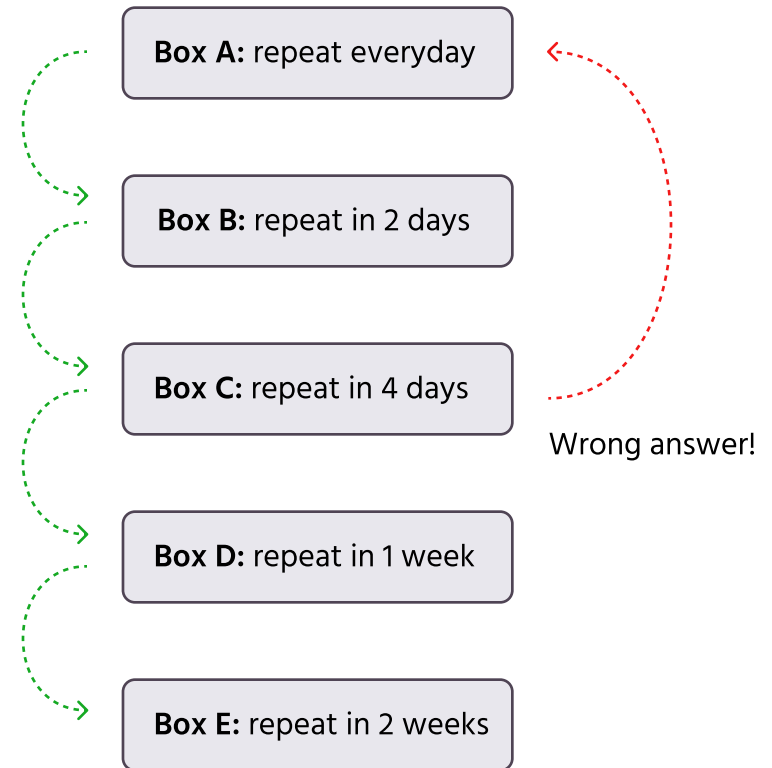 Box A: repeat everyday
Box B: repeat in 2 days
Box C: repeat in 4 days
Wrong answer!
Box D: repeat in 1 week
Box E: repeat in 2 weeks